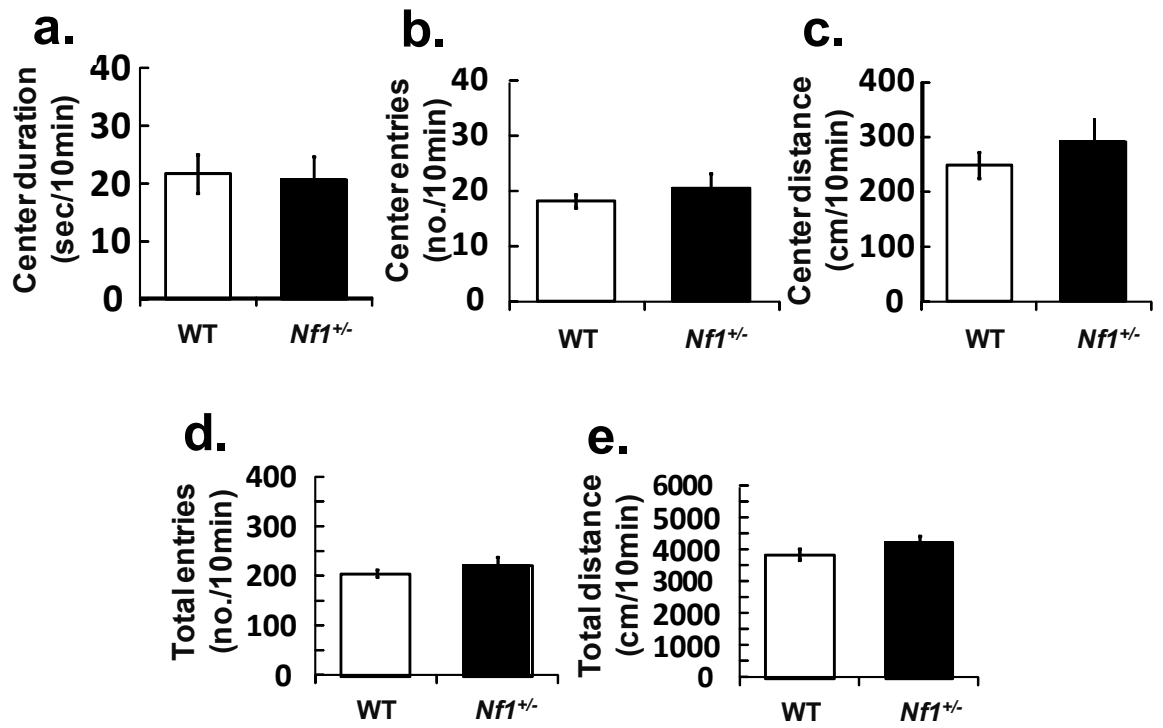 a.
Center duration
(sec/10min)
40
30
20
10
0
WT
Nf1+/-
b.
Center entries
(no./10min)
40
30
20
10
0
WT
Nf1+/-
c.
Center distance
(cm/10min)
400
300
200
100
0
WT
Nf1+/-
d.
Total entries
(no./10min)
400
300
200
100
0
WT
Nf1+/-
e.
Total distance
(cm/10min)
6000
5000
4000
3000
2000
1000
0
WT
Nf1+/-